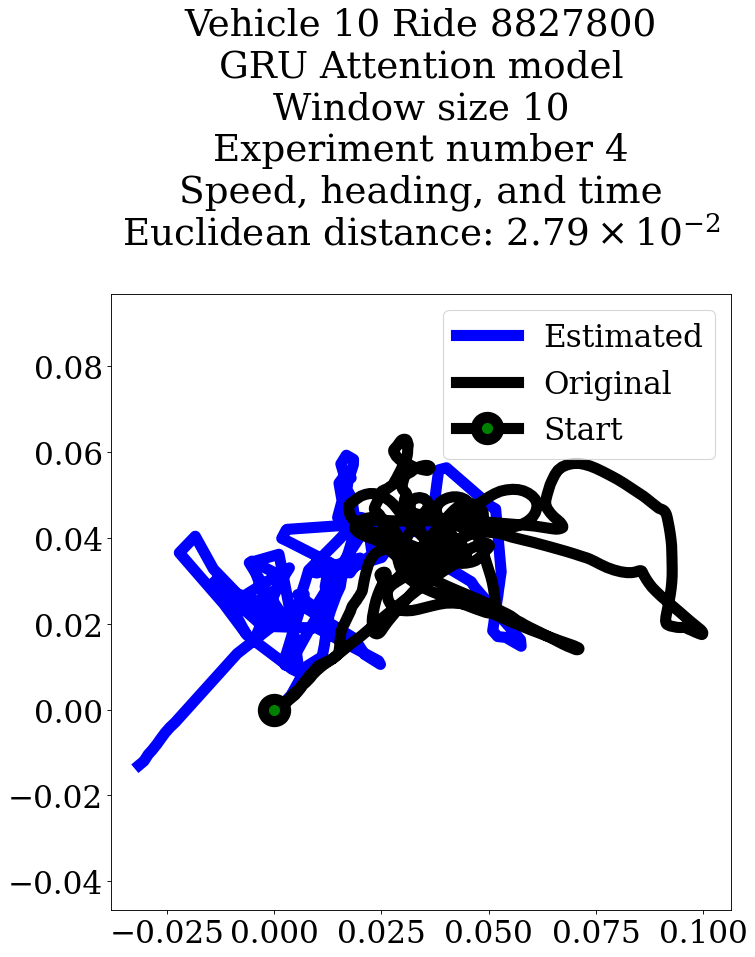 Vehicle 10 Ride 8827800
GRU Attention model
Window size 10
Experiment number 4
Speed, heading, and time
Euclidean distance: 2.79 × 10⁻²
Estimated
Original
Start
0.08
0.06
0.04
0.02
0.00
−0.02
−0.04
−0.025 0.000 0.025 0.050 0.075 0.100